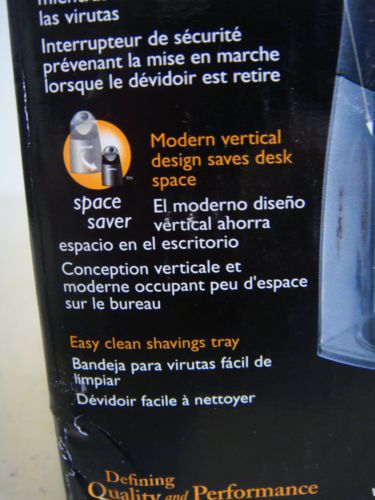 las virutas
Interrupteur de sécurité
prévenant la mise en marche
lorsque le dévidoir est retire
Modern vertical
design saves desk
space
space
saver
™
El moderno diseño
vertical ahorra
espacio en el escritorio
Conception verticale et
moderne occupant peu d'espace
sur le bureau
Easy clean shavings tray
Bandeja para virutas fácil de
limpiar
Dévidoir facile à nettoyer
Defining
Quality and Performance